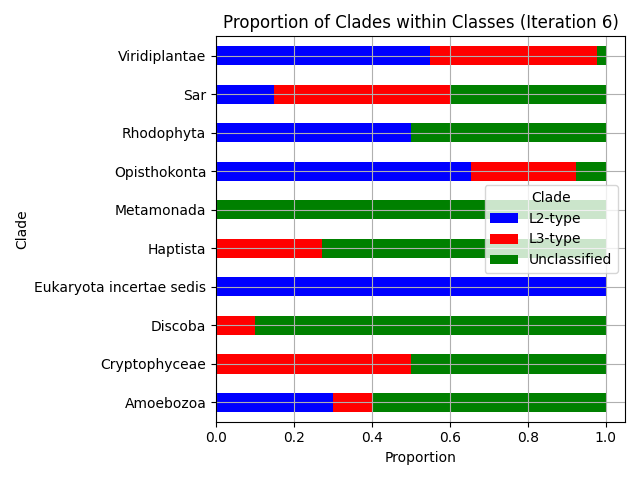 Proportion of Clades within Classes (Iteration 6)
Viridiplantae
Sar
Rhodophyta
Opisthokonta
Metamonada
Haptista
Eukaryota incertae sedis
Discoba
Cryptophyceae
Amoebozoa
Clade
Clade
L2-type
L3-type
Unclassified
0.0 0.2 0.4 0.6 0.8 1.0
Proportion